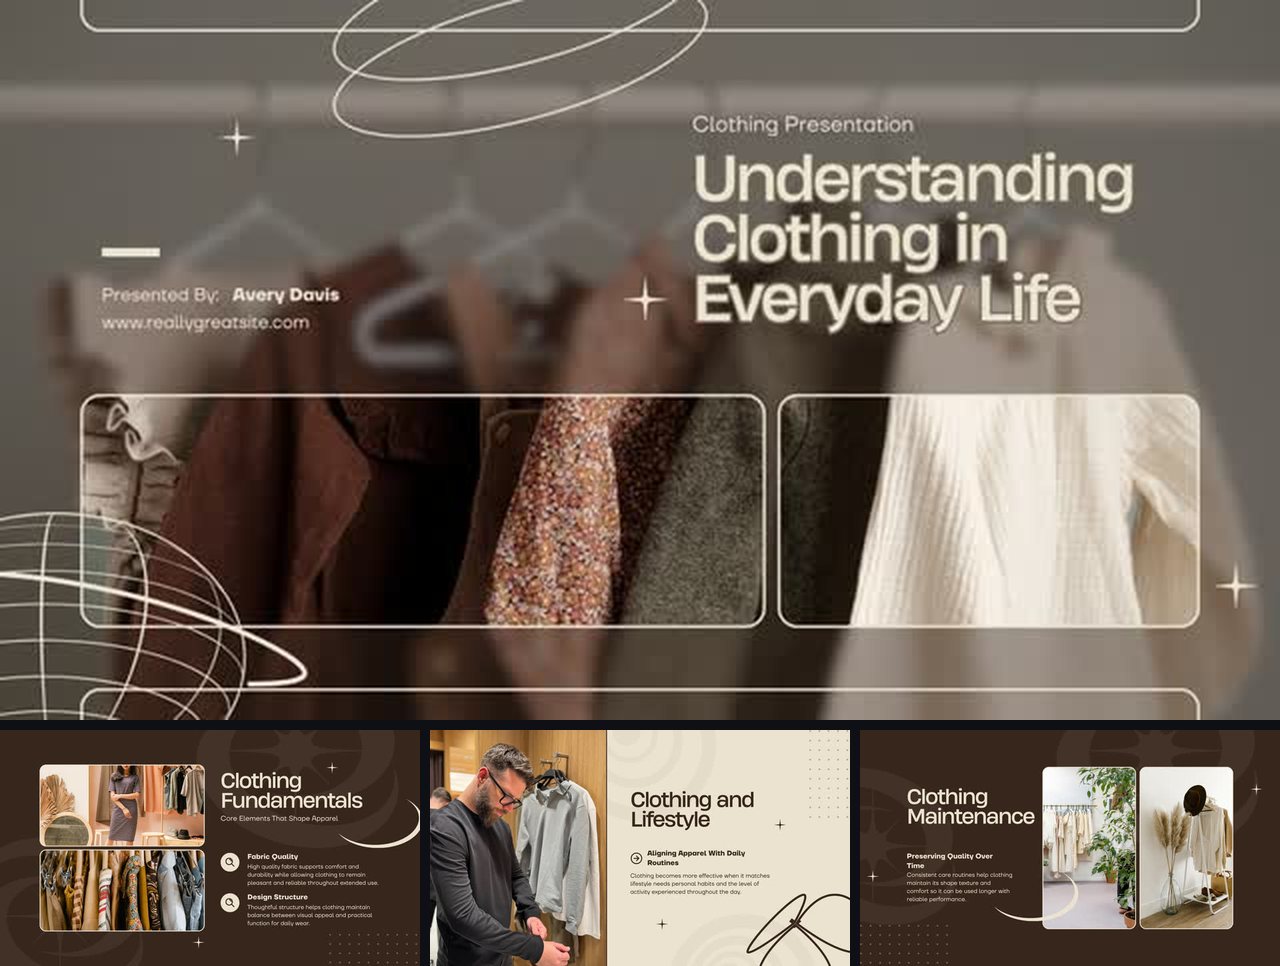 Clothing Presentation
Understanding
Clothing in
Everyday Life
Presented By: Avery Davis
www.reallygreatsite.com
Clothing
Fundamentals
Core Elements That Shape Apparel
Fabric Quality
High quality fabric supports comfort and
durability while allowing clothing to remain
pleasant and reliable throughout extended use.
Design Structure
Thoughtful structure helps clothing maintain
balance between visual appeal and practical
function for daily wear.
Clothing and
Lifestyle
Aligning Apparel With Daily
Routines
Clothing becomes more effective when it matches
lifestyle needs personal habits and the level of
activity experienced throughout the day.
Clothing
Maintenance
Preserving Quality Over
Time
Consistent care routines help clothing
maintain its shape texture and
comfort so it can be used longer with
reliable performance.